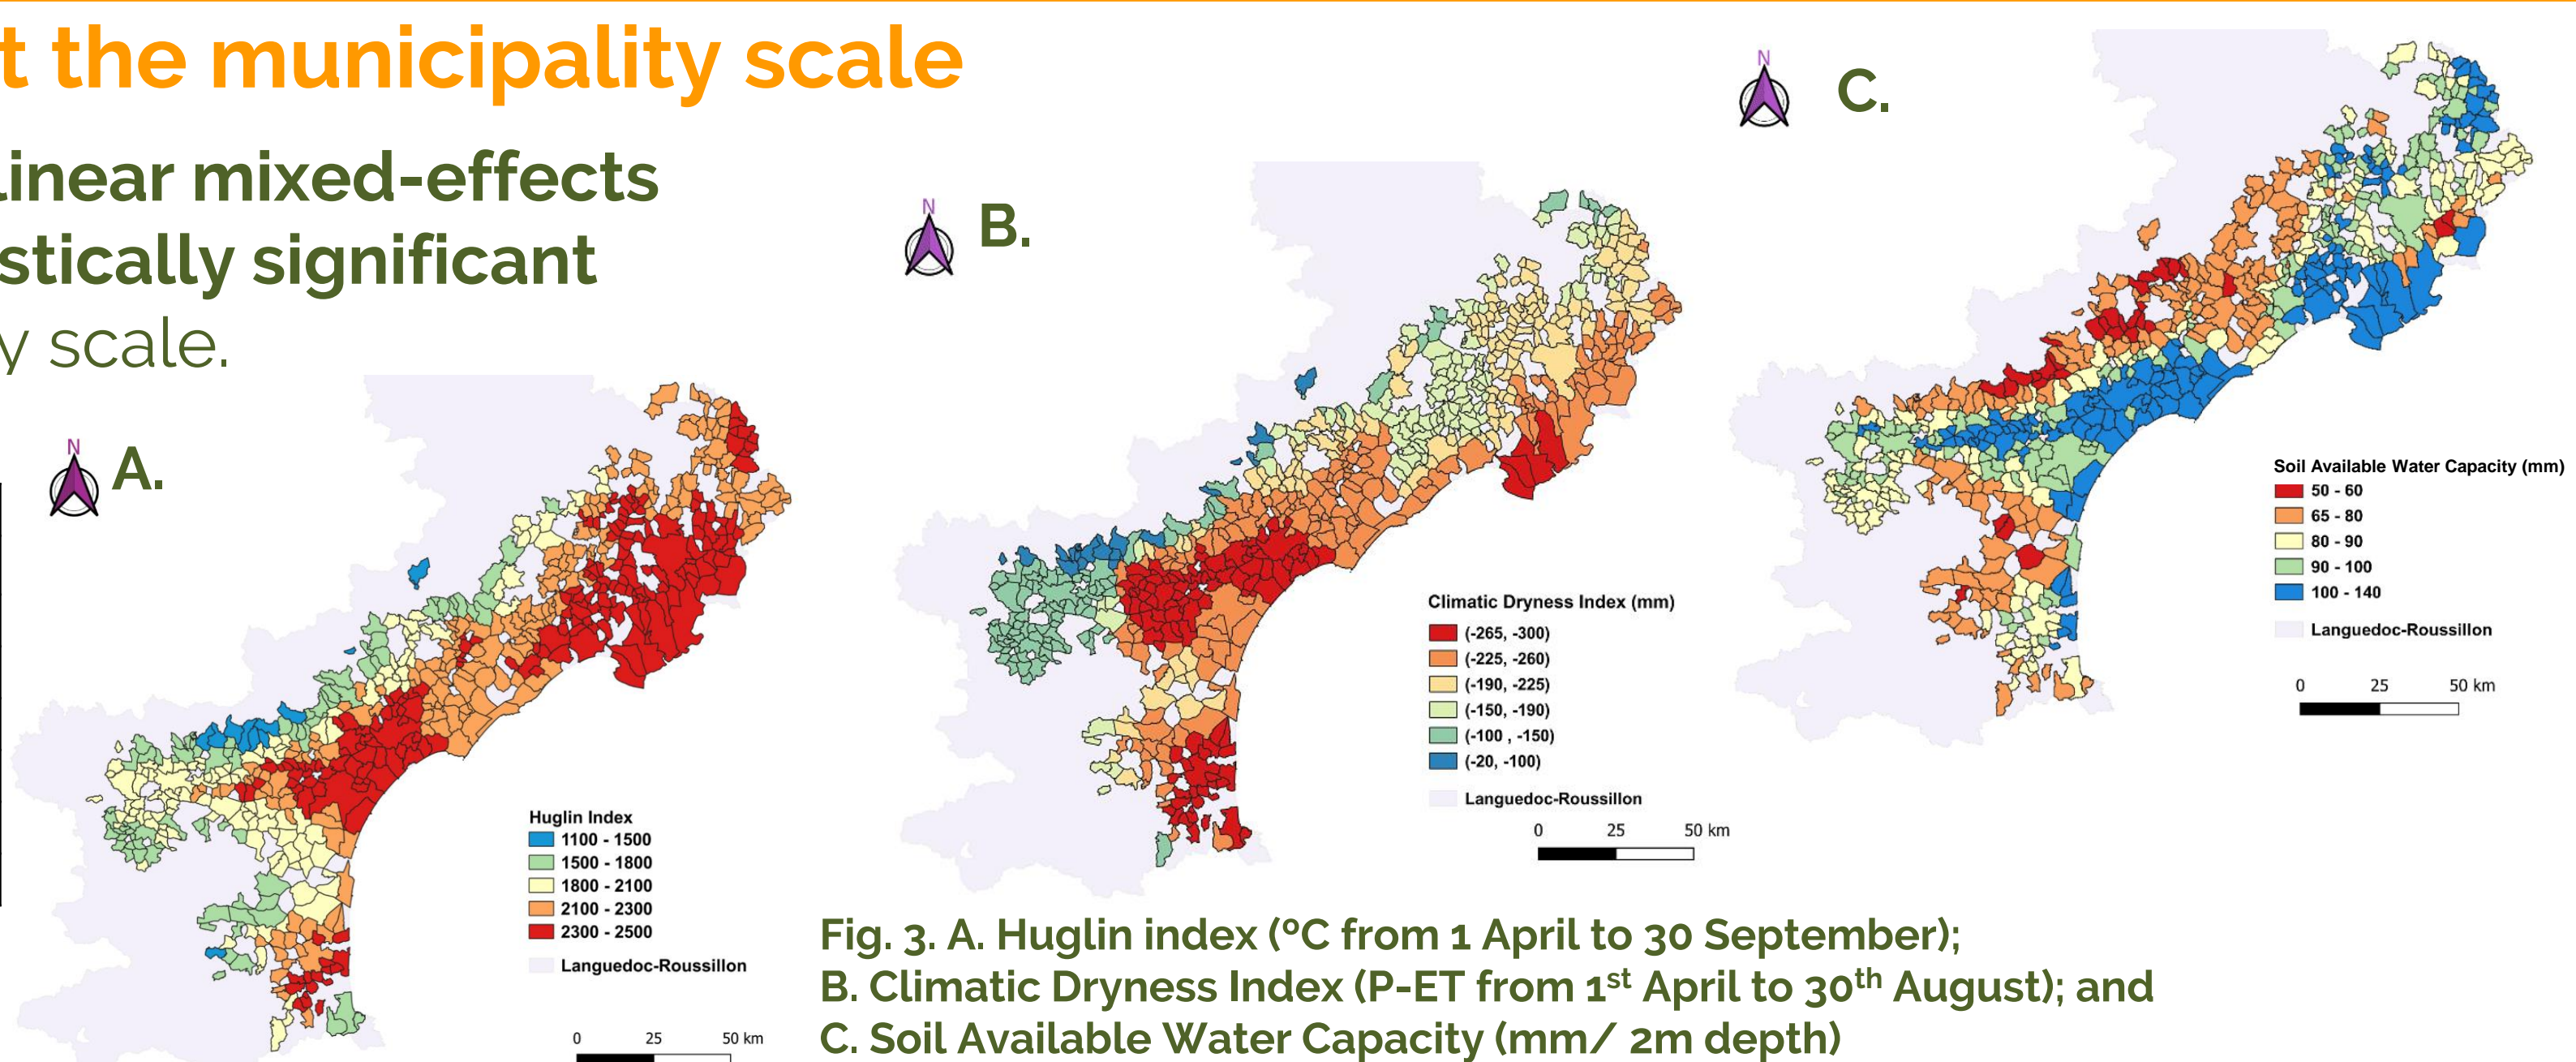 t the municipality scale
linear mixed-effects
stically significant
y scale.
N
A.
Huglin Index
1100 - 1500
1500 - 1800
1800 - 2100
2100 - 2300
2300 - 2500
Languedoc-Roussillon
0 25 50 km
N
B.
Climatic Dryness Index (mm)
(-265, -300)
(-225, -260)
(-190, -225)
(-150, -190)
(-100 , -150)
(-20, -100)
Languedoc-Roussillon
0 25 50 km
N
C.
Soil Available Water Capacity (mm)
50 - 60
65 - 80
80 - 90
90 - 100
100 - 140
Languedoc-Roussillon
0 25 50 km
Fig. 3. A. Huglin index (ºC from 1 April to 30 September);
B. Climatic Dryness Index (P-ET from 1st April to 30th August); and
C. Soil Available Water Capacity (mm/ 2m depth)